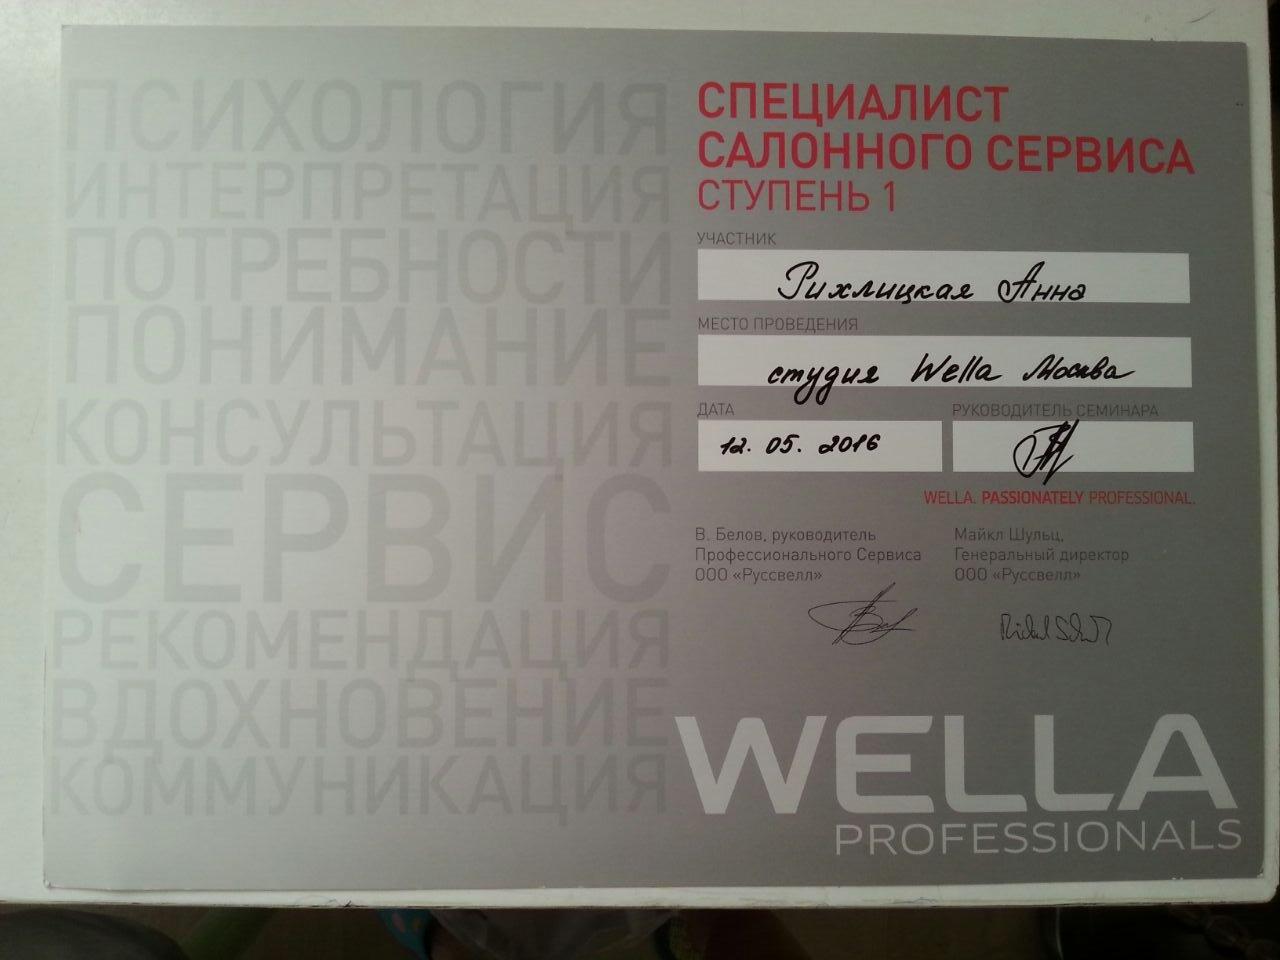 ПСИХОЛОГИЯ
ИНТЕРПРЕТАЦИЯ
ПОТРЕБНОСТИ
ПОНИМАНИЕ
КОНСУЛЬТАЦИЯ
СЕРВИС
РЕКОМЕНДАЦИЯ
ВДОХНОВЕНИЕ
КОММУНИКАЦИЯ
СПЕЦИАЛИСТ
САЛОННОГО СЕРВИСА
СТУПЕНЬ 1
УЧАСТНИК
Рихлицкая Анна
МЕСТО ПРОВЕДЕНИЯ
студия Wella Москва
ДАТА
12.05.2016
РУКОВОДИТЕЛЬ СЕМИНАРА
WELLA. PASSIONATELY PROFESSIONAL.
В. Белов, руководитель
Профессионального Сервиса
ООО «Руссвелл»
Майкл Шульц,
Генеральный директор
ООО «Руссвелл»
WELLA
PROFESSIONALS